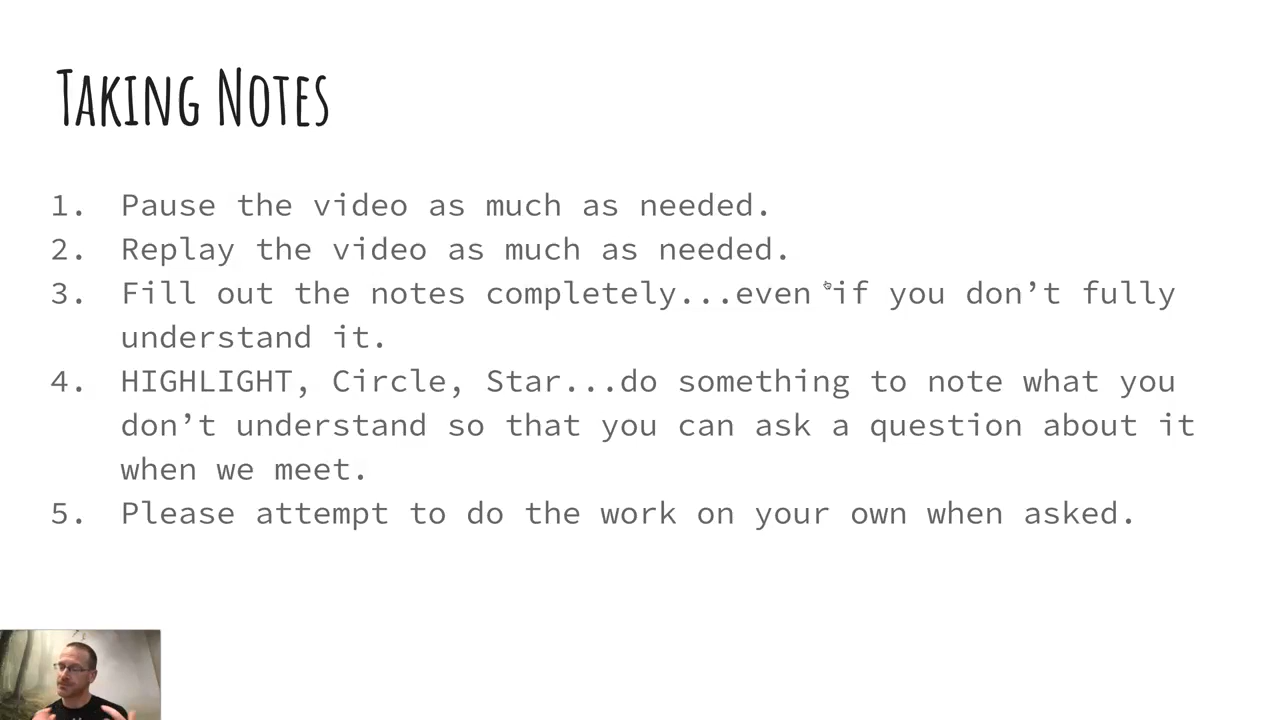 Taking Notes
1. Pause the video as much as needed.
2. Replay the video as much as needed.
3. Fill out the notes completely...even if you don’t fully
understand it.
4. HIGHLIGHT, Circle, Star...do something to note what you
don’t understand so that you can ask a question about it
when we meet.
5. Please attempt to do the work on your own when asked.